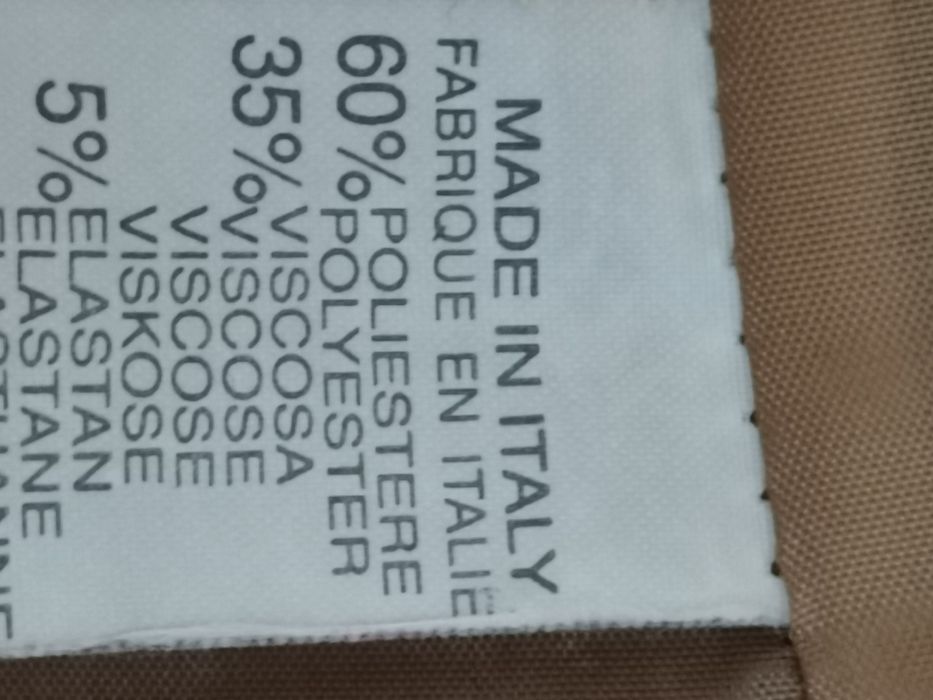 MADE IN ITALY
FABRIQUE EN ITALIE
60% POLIESTERE
POLYESTER
35% VISCOSA
VISCOSE
VISCOSE
VISKOSE
5% ELASTAN
ELASTANE